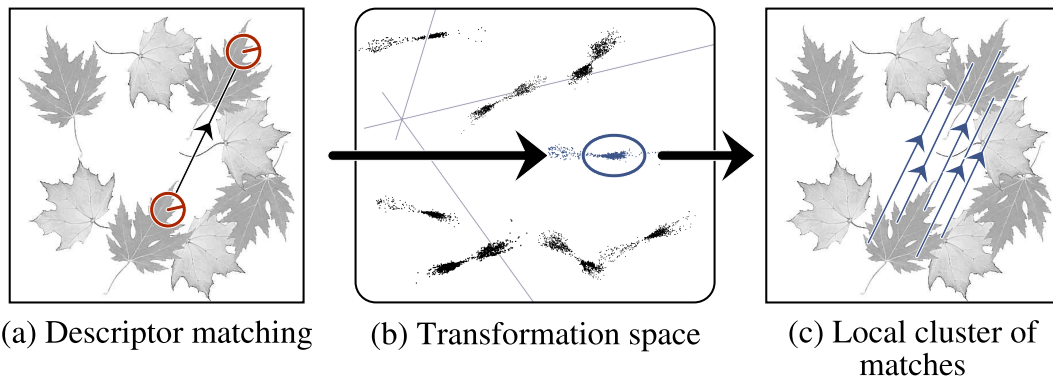 (a) Descriptor matching
(b) Transformation space
(c) Local cluster of
matches